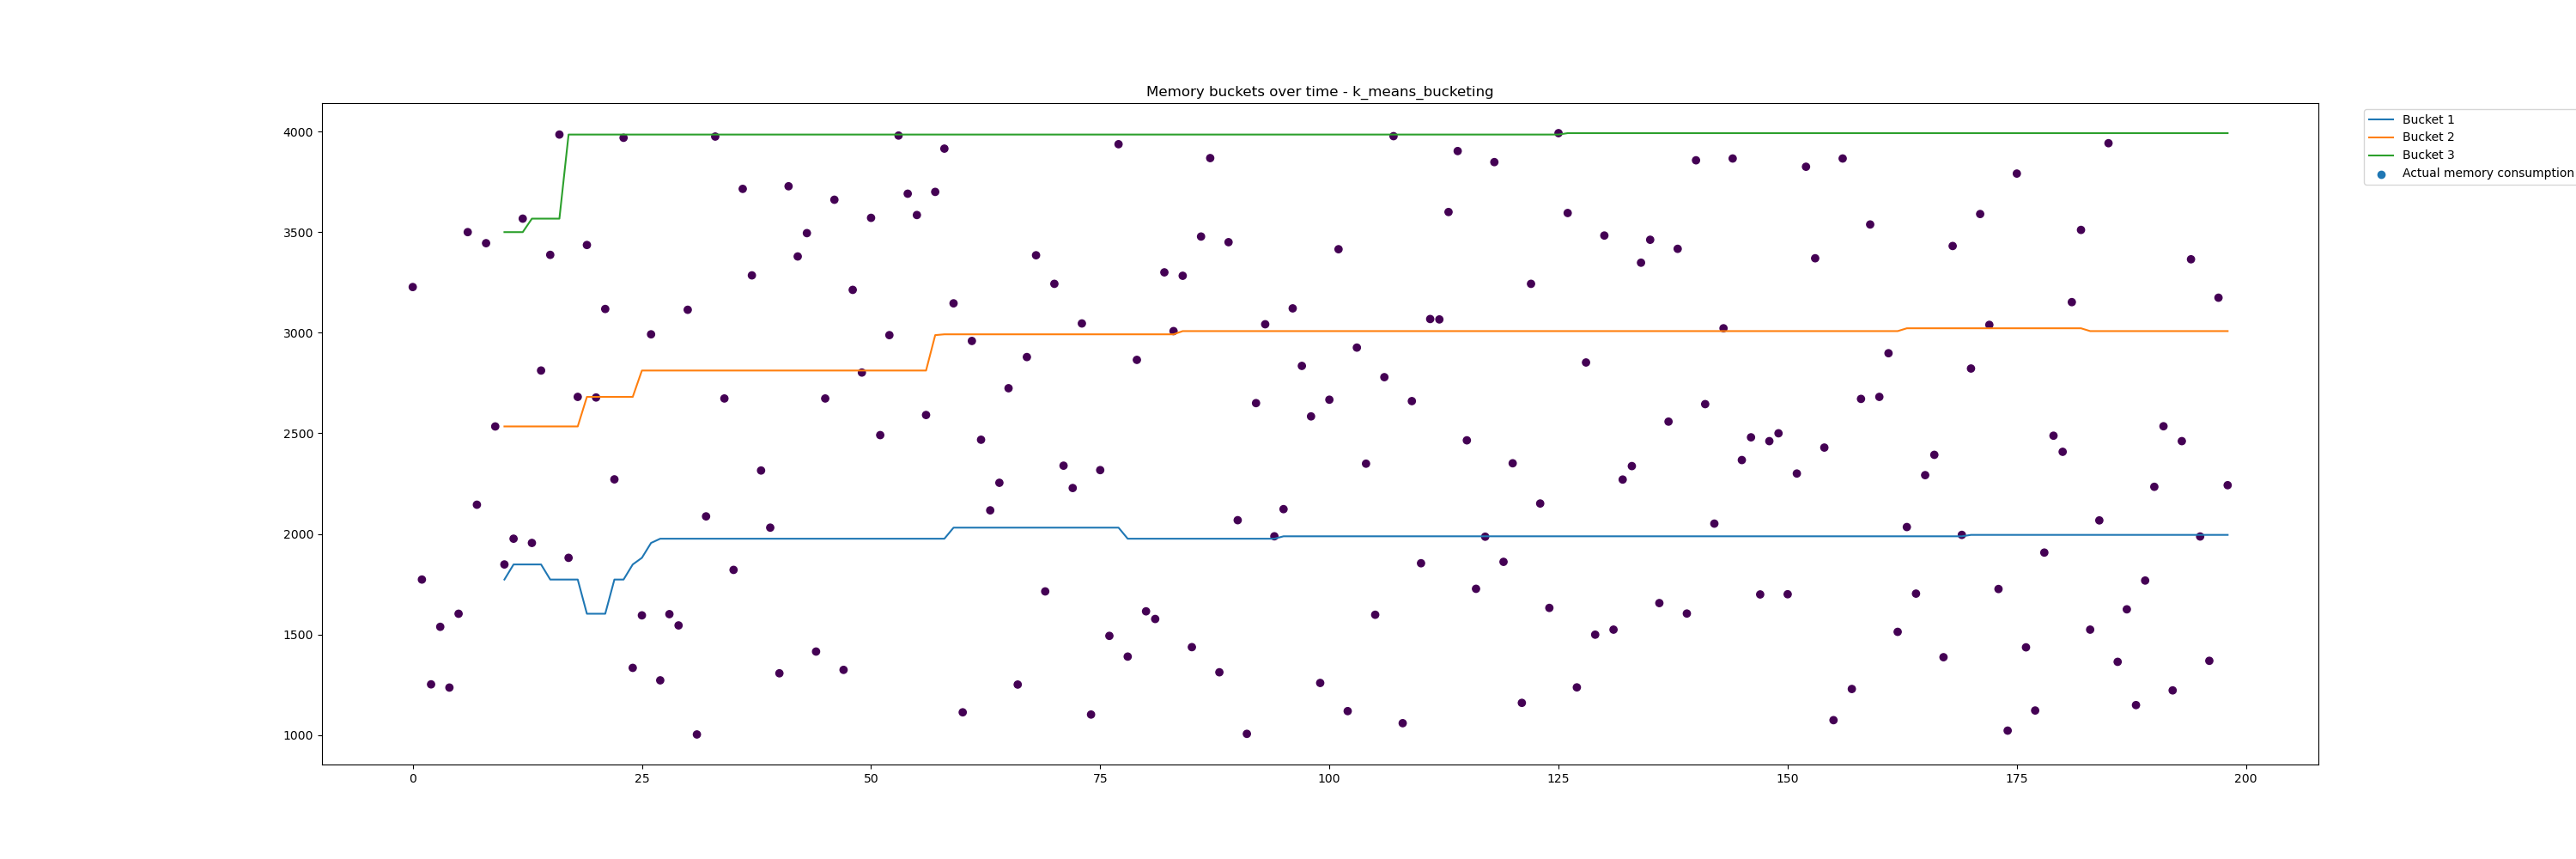 Memory buckets over time - k_means_bucketing
4000
3500
3000
2500
2000
1500
1000
0 25 50 75 100 125 150 175 200
Bucket 1
Bucket 2
Bucket 3
Actual memory consumption